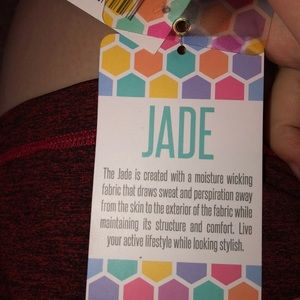 JADE
The Jade is created with a moisture wicking
fabric that draws sweat and perspiration away
from the skin to the exterior of the fabric while
maintaining its structure and comfort. Live
your active lifestyle while looking stylish.